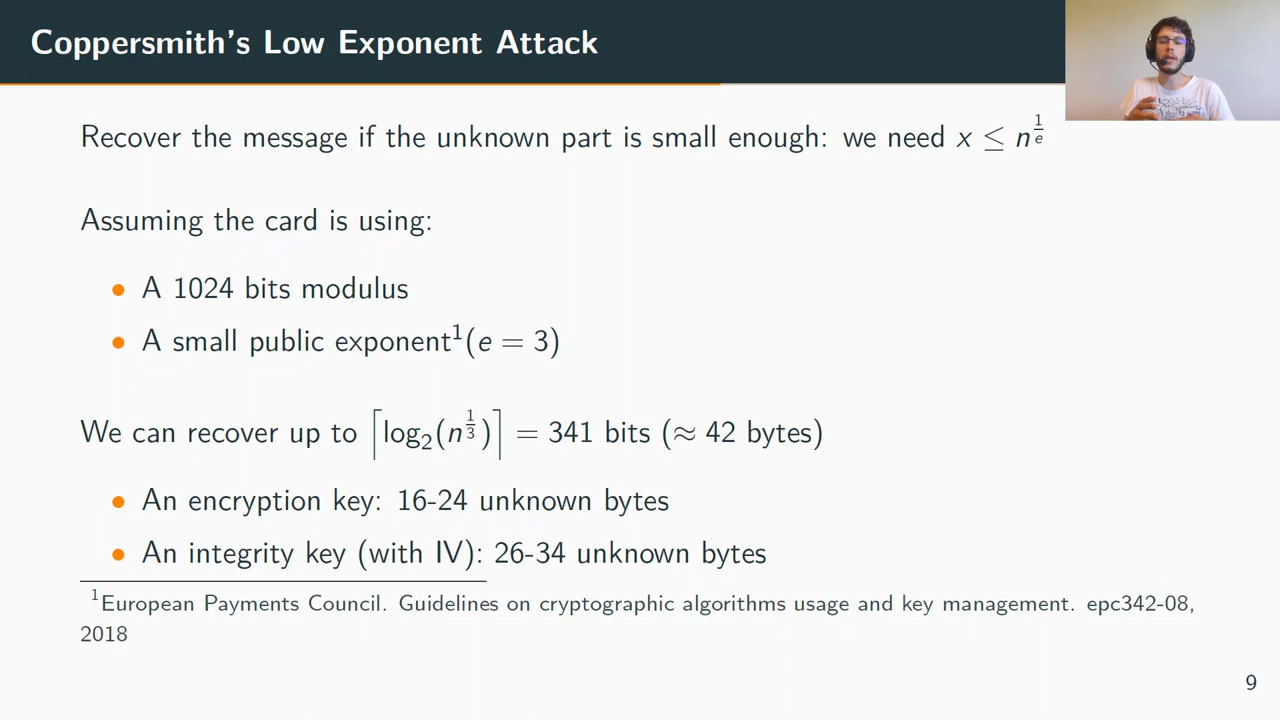 Coppersmith's Low Exponent Attack
Recover the message if the unknown part is small enough: we need x ≤ n^{1/e}
Assuming the card is using:
• A 1024 bits modulus
• A small public exponent¹(e = 3)
We can recover up to ⌈log₂(n^{1/3})⌉ = 341 bits (≈ 42 bytes)
• An encryption key: 16-24 unknown bytes
• An integrity key (with IV): 26-34 unknown bytes
¹European Payments Council. Guidelines on cryptographic algorithms usage and key management. epc342-08,
2018
9